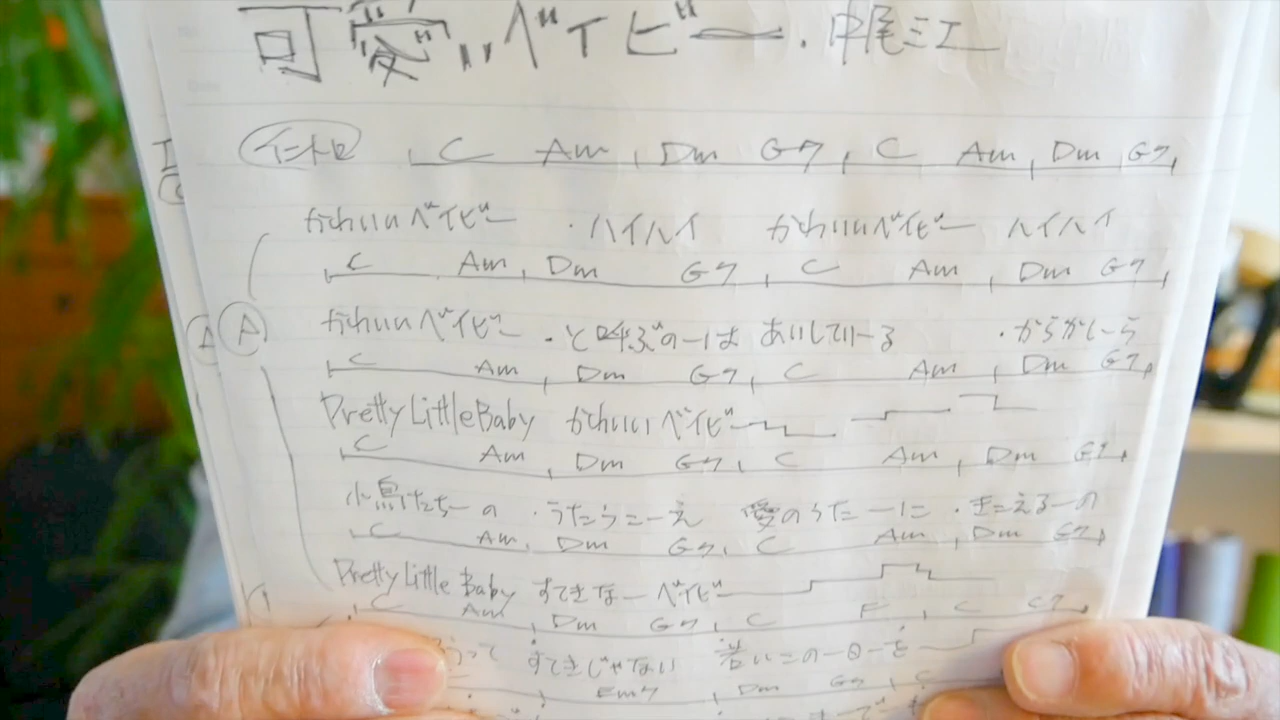 可愛いベイビー・中尾ミエ
イントロ C Am Dm G7 C Am Dm G7
かわいいベイビー ・ハイハイ かわいいベイビー ハイハイ
C Am Dm G7 C Am Dm G7
A A
かわいいベイビー ・と呼ぶのーは あいしてーる ・からかしーら
C Am Dm G7 C Am Dm G7
Pretty Little Baby かわいいベイビー
C Am Dm G7 C Am Dm G7
小鳥たちーの ・うたうこーえ 愛のうたーに ・きこえるーの
C Am Dm G7 C Am Dm G7
Pretty Little Baby すてきなーベイビー
C Am Dm G7 C F C C7
って すてきじゃない 若いこのー日ーを
Em7 Dm G7 C